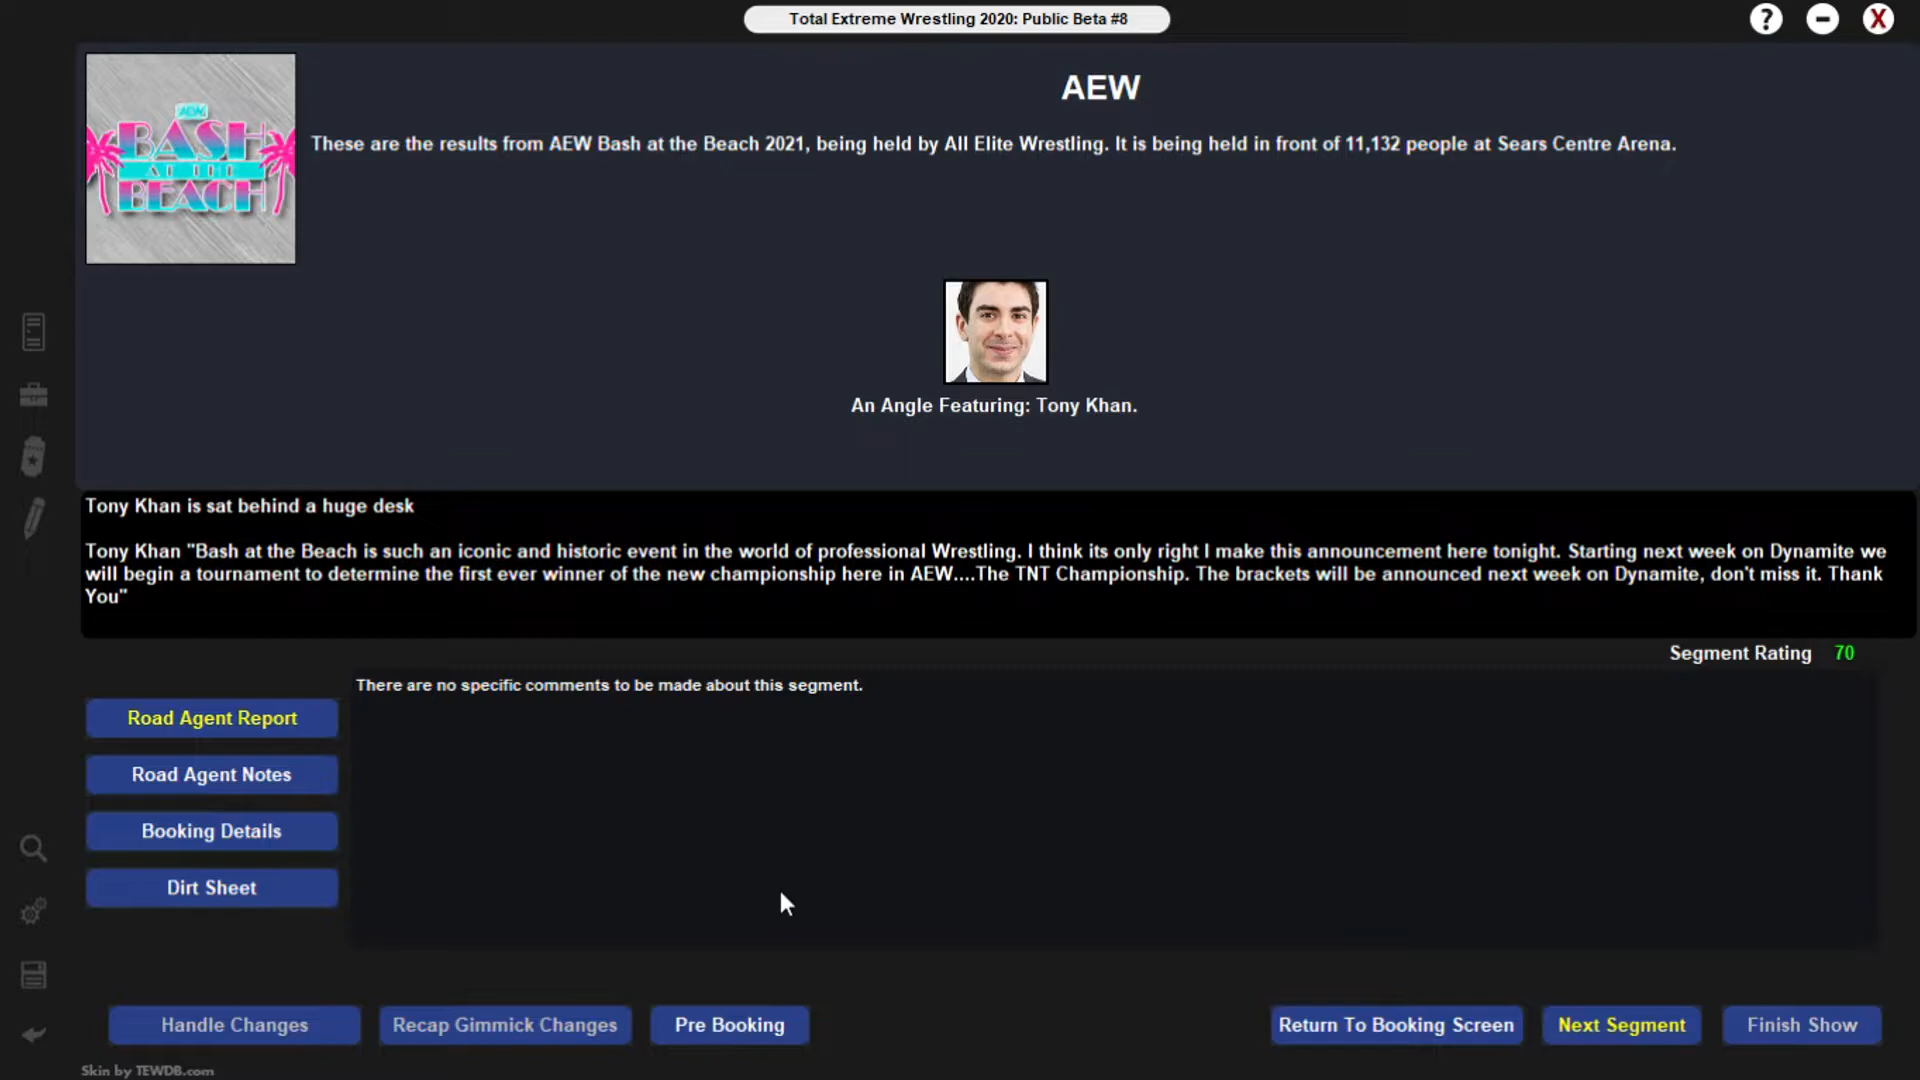 Total Extreme Wrestling 2020: Public Beta #8
?
X
AEW
BASH
AT THE
BEACH
AEW
These are the results from AEW Bash at the Beach 2021, being held by All Elite Wrestling. It is being held in front of 11,132 people at Sears Centre Arena.
An Angle Featuring: Tony Khan.
Tony Khan is sat behind a huge desk
Tony Khan "Bash at the Beach is such an iconic and historic event in the world of professional Wrestling. I think its only right I make this announcement here tonight. Starting next week on Dynamite we
will begin a tournament to determine the first ever winner of the new championship here in AEW....The TNT Championship. The brackets will be announced next week on Dynamite, don't miss it. Thank
You"
Segment Rating 70
There are no specific comments to be made about this segment.
Road Agent Report
Road Agent Notes
Booking Details
Dirt Sheet
Handle Changes
Recap Gimmick Changes
Pre Booking
Return To Booking Screen
Next Segment
Finish Show
Skin by TEWDB.com